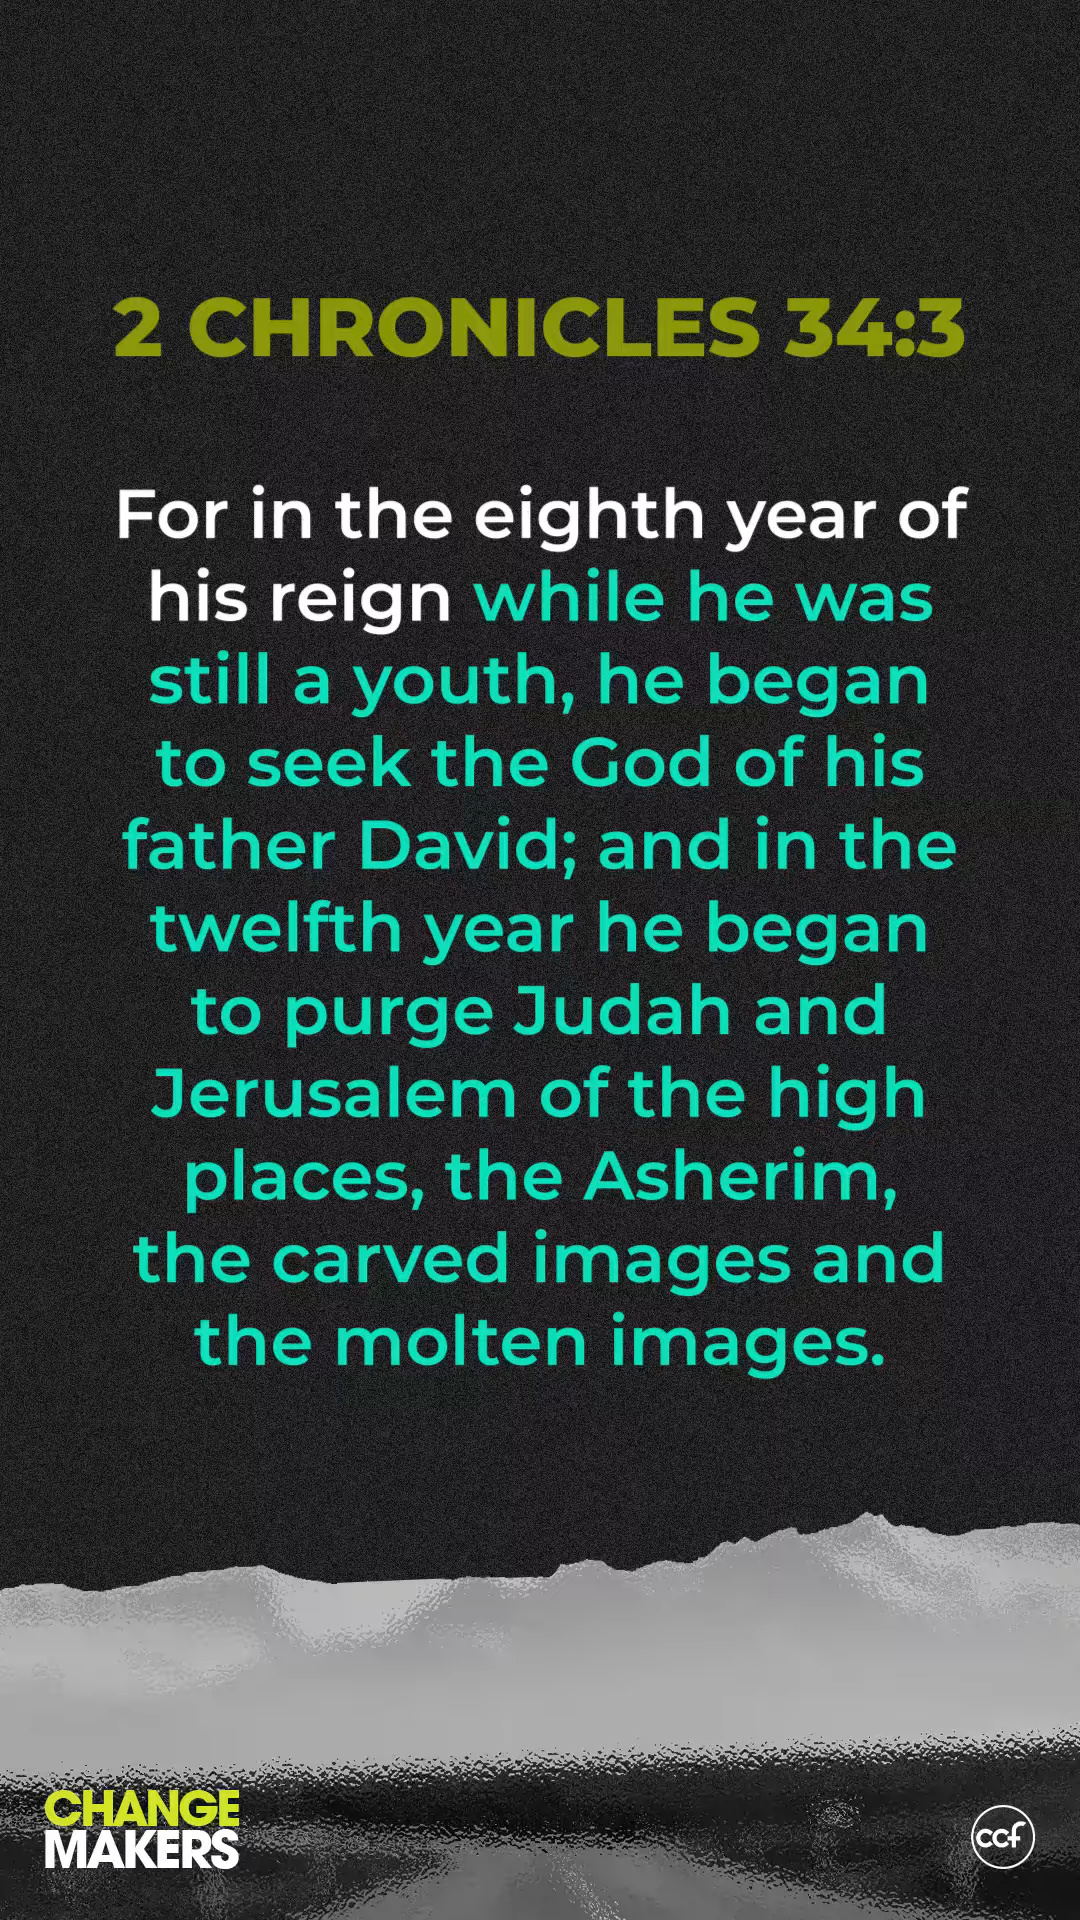 2 CHRONICLES 34:3
For in the eighth year of
his reign while he was
still a youth, he began
to seek the God of his
father David; and in the
twelfth year he began
to purge Judah and
Jerusalem of the high
places, the Asherim,
the carved images and
the molten images.
CHANGE
MAKERS
ccf